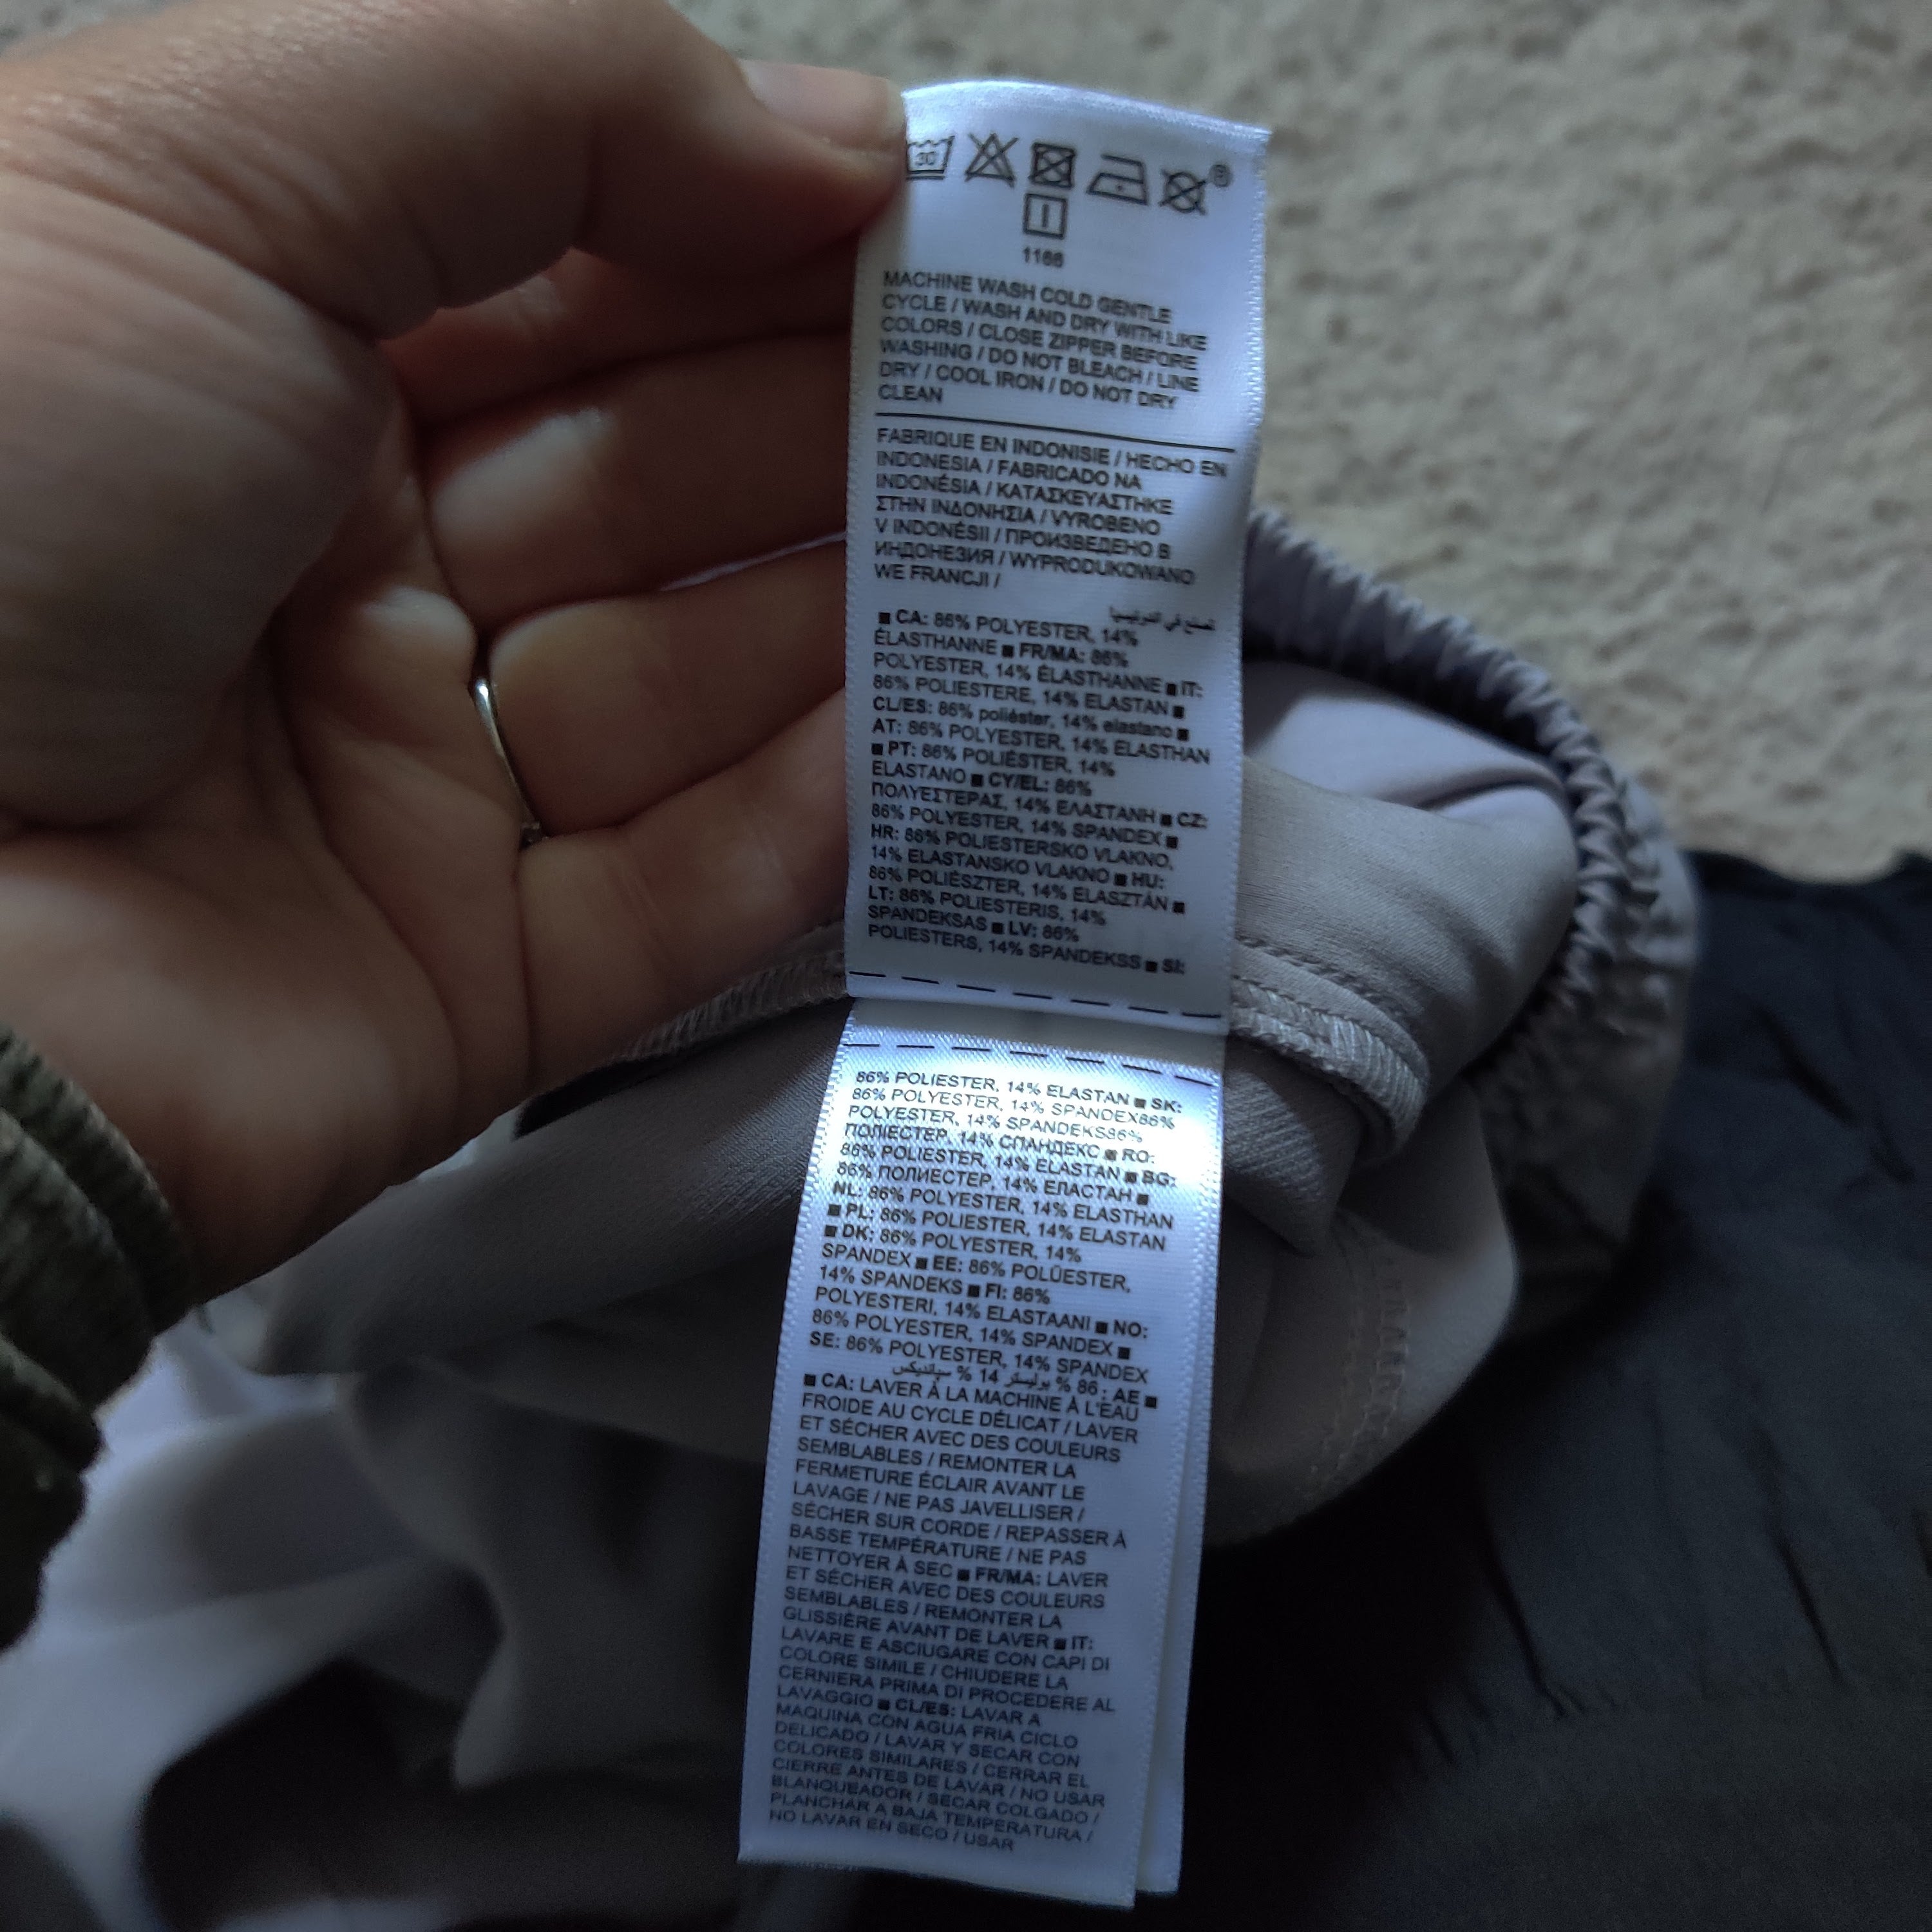 30
®
1166
MACHINE WASH COLD GENTLE
CYCLE / WASH AND DRY WITH LIKE
COLORS / CLOSE ZIPPER BEFORE
WASHING / DO NOT BLEACH / LINE
DRY / COOL IRON / DO NOT DRY
CLEAN
FABRIQUE EN INDONISIE / HECHO EN
INDONESIA / FABRICADO NA
INDONÉSIA / ΚΑΤΑΣΚΕΥΑΣΤΗΚΕ
ΣΤΗΝ ΙΝΔΟΝΗΣΙΑ / VYROBENO
V INDONÉSII / ПРОИЗВЕДЕНО В
ИНДОНЕЗИЯ / WYPRODUKOWANO
WE FRANCJI /
■ CA: 86% POLYESTER, 14%
ÉLASTHANNE ■ FR/MA: 86%
POLYESTER, 14% ÉLASTHANNE ■ IT:
86% POLIESTERE, 14% ELASTAN ■
CL/ES: 86% poliéster, 14% elastano ■
AT: 86% POLYESTER, 14% ELASTHAN
■ PT: 86% POLIÉSTER, 14%
ELASTANO ■ CY/EL: 86%
ΠΟΛΥΕΣΤΕΡΑΣ, 14% ΕΛΑΣΤΑΝΗ ■ CZ:
86% POLYESTER, 14% SPANDEX ■
HR: 86% POLIESTERSKO VLAKNO,
14% ELASTANSKO VLAKNO ■ HU:
86% POLIÉSZTER, 14% ELASZTÁN ■
LT: 86% POLIESTERIS, 14%
SPANDEKSAS ■ LV: 86%
POLIESTERS, 14% SPANDEKSS ■ SI:
86% POLIESTER, 14% ELASTAN ■ SK:
86% POLYESTER, 14% SPANDEX86%
POLYESTER, 14% SPANDEKS86%
ПОЛІЕСТЕР, 14% СПАНДЕКС ■ RO:
86% POLIESTER, 14% ELASTAN ■ BG:
86% ПОЛИЕСТЕР, 14% ЕЛАСТАН ■
NL: 86% POLYESTER, 14% ELASTHAN
■ PL: 86% POLIESTER, 14% ELASTAN
■ DK: 86% POLYESTER, 14%
SPANDEX ■ EE: 86% POLÜESTER,
14% SPANDEKS ■ FI: 86%
POLYESTERI, 14% ELASTAANI ■ NO:
86% POLYESTER, 14% SPANDEX ■
SE: 86% POLYESTER, 14% SPANDEX
■ AE : 86 % بوليستر 14 % سباندیکس
■ CA: LAVER À LA MACHINE À L'EAU
FROIDE AU CYCLE DÉLICAT / LAVER
ET SÉCHER AVEC DES COULEURS
SEMBLABLES / REMONTER LA
FERMETURE ÉCLAIR AVANT LE
LAVAGE / NE PAS JAVELLISER /
SÉCHER SUR CORDE / REPASSER À
BASSE TEMPÉRATURE / NE PAS
NETTOYER À SEC ■ FR/MA: LAVER
ET SÉCHER AVEC DES COULEURS
SEMBLABLES / REMONTER LA
GLISSIÈRE AVANT DE LAVER ■ IT:
LAVARE E ASCIUGARE CON CAPI DI
COLORE SIMILE / CHIUDERE LA
CERNIERA PRIMA DI PROCEDERE AL
LAVAGGIO ■ CL/ES: LAVAR A
MAQUINA CON AGUA FRIA CICLO
DELICADO / LAVAR Y SECAR CON
COLORES SIMILARES / CERRAR EL
CIERRE ANTES DE LAVAR / NO USAR
BLANQUEADOR / SECAR COLGADO /
PLANCHAR A BAJA TEMPERATURA /
NO LAVAR EN SECO / USAR